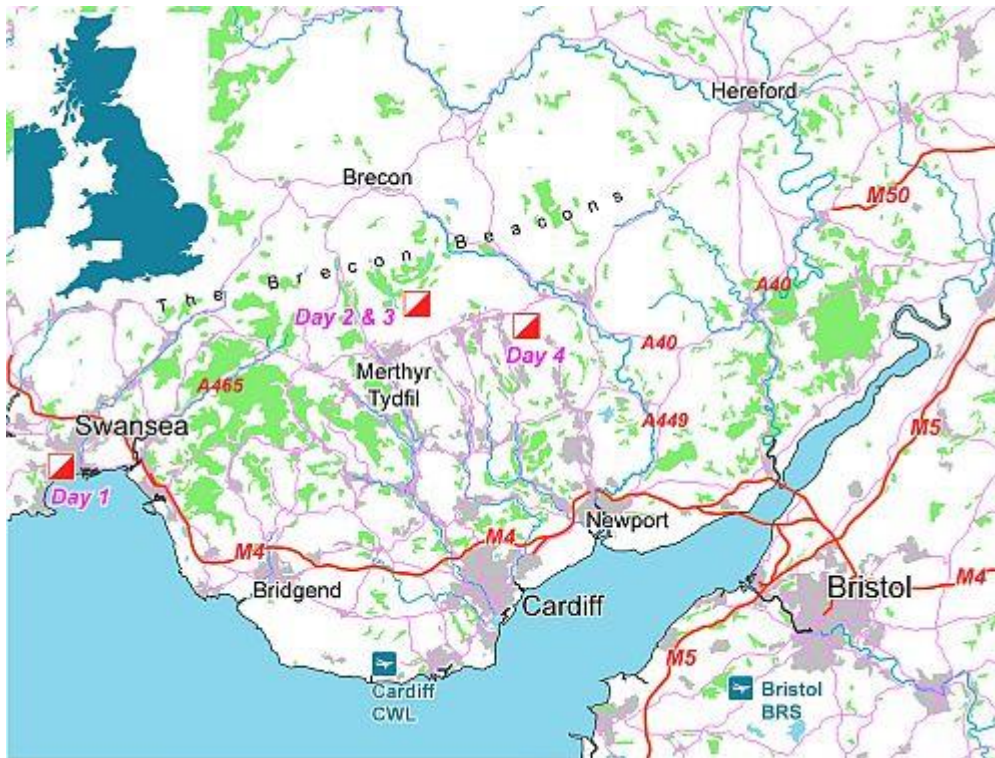 Hereford
Brecon
M50
The Brecon Beacons
A40
Day 2 & 3
A40
Day 4
Merthyr
Tydfil
A465
A449
Swansea
M5
Day 1
Newport
M4
M4
Bridgend
Cardiff
Bristol
M4
M5
Cardiff
CWL
Bristol
BRS